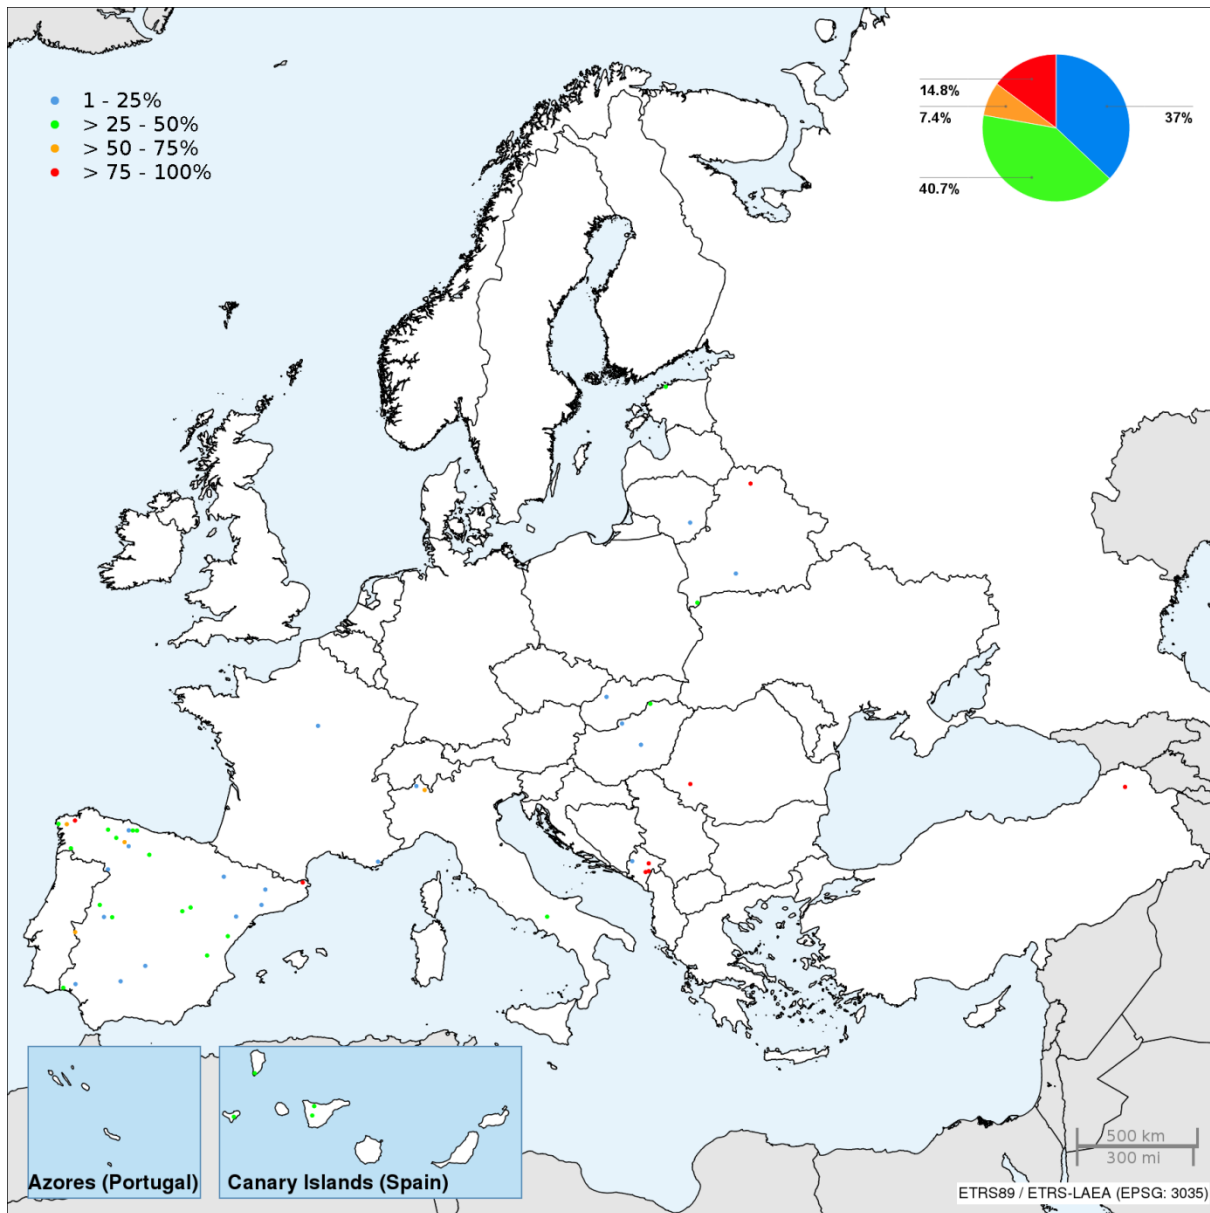 1 - 25%
> 25 - 50%
> 50 - 75%
> 75 - 100%
14.8%
7.4%
37%
40.7%
Azores (Portugal)
Canary Islands (Spain)
500 km
300 mi
ETRS89 / ETRS-LAEA (EPSG: 3035)